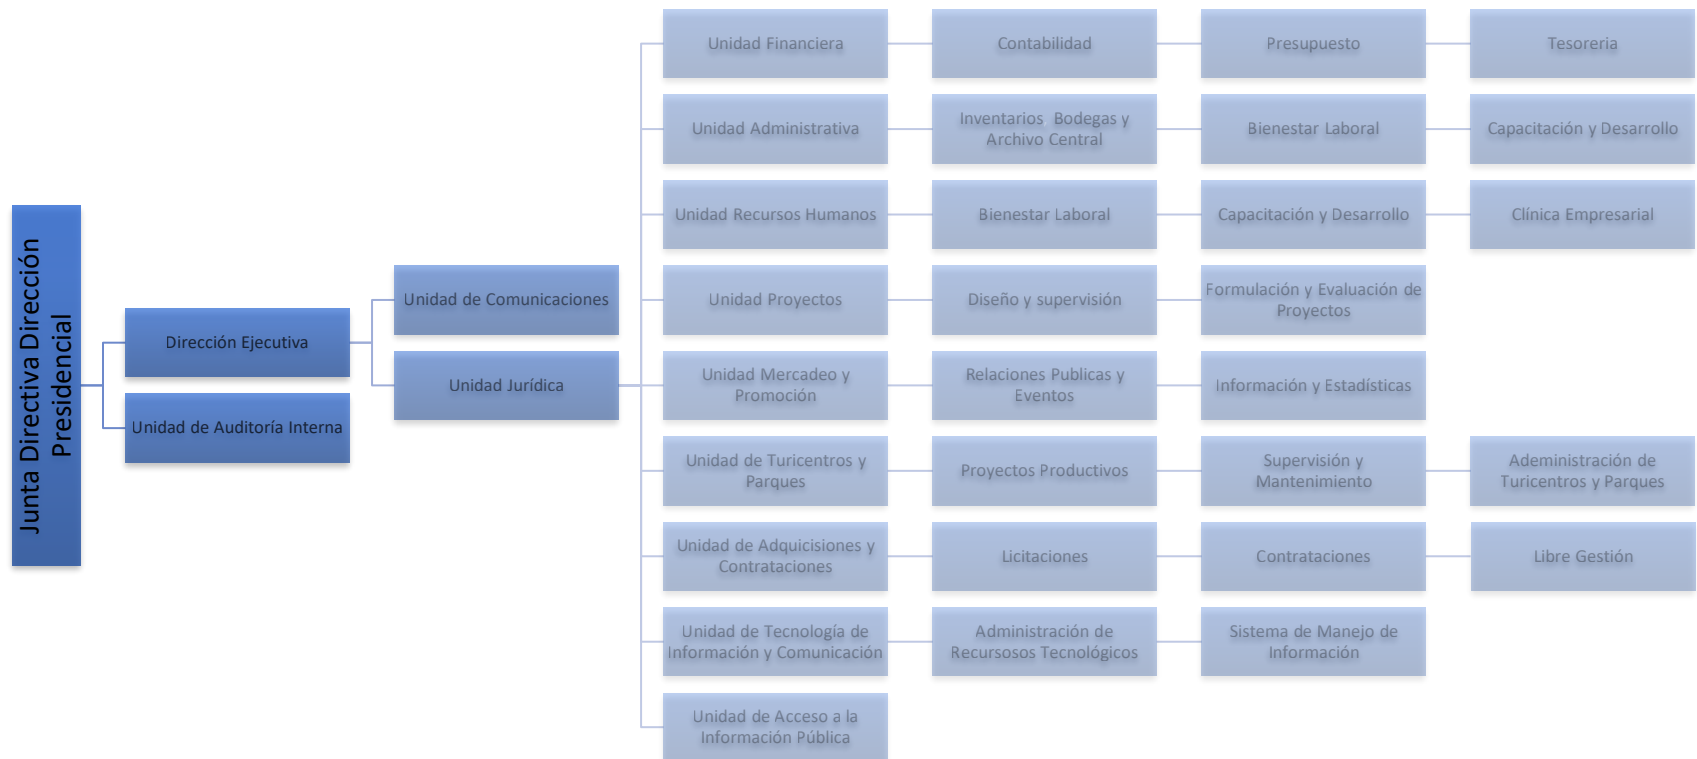 Junta Directiva Dirección
Presidencial
Dirección Ejecutiva
Unidad de Auditoría Interna
Unidad de Comunicaciones
Unidad Jurídica
Unidad Financiera
Contabilidad
Presupuesto
Tesoreria
Unidad Administrativa
Inventarios, Bodegas y
Archivo Central
Bienestar Laboral
Capacitación y Desarrollo
Unidad Recursos Humanos
Bienestar Laboral
Capacitación y Desarrollo
Clínica Empresarial
Unidad Proyectos
Diseño y supervisión
Formulación y Evaluación de
Proyectos
Unidad Mercadeo y
Promoción
Relaciones Publicas y
Eventos
Información y Estadísticas
Unidad de Turicentros y
Parques
Proyectos Productivos
Supervisión y
Mantenimiento
Adeministración de
Turicentros y Parques
Unidad de Adquicisiones y
Contrataciones
Licitaciones
Contrataciones
Libre Gestión
Unidad de Tecnología de
Información y Comunicación
Administración de
Recursosos Tecnológicos
Sistema de Manejo de
Información
Unidad de Acceso a la
Información Pública